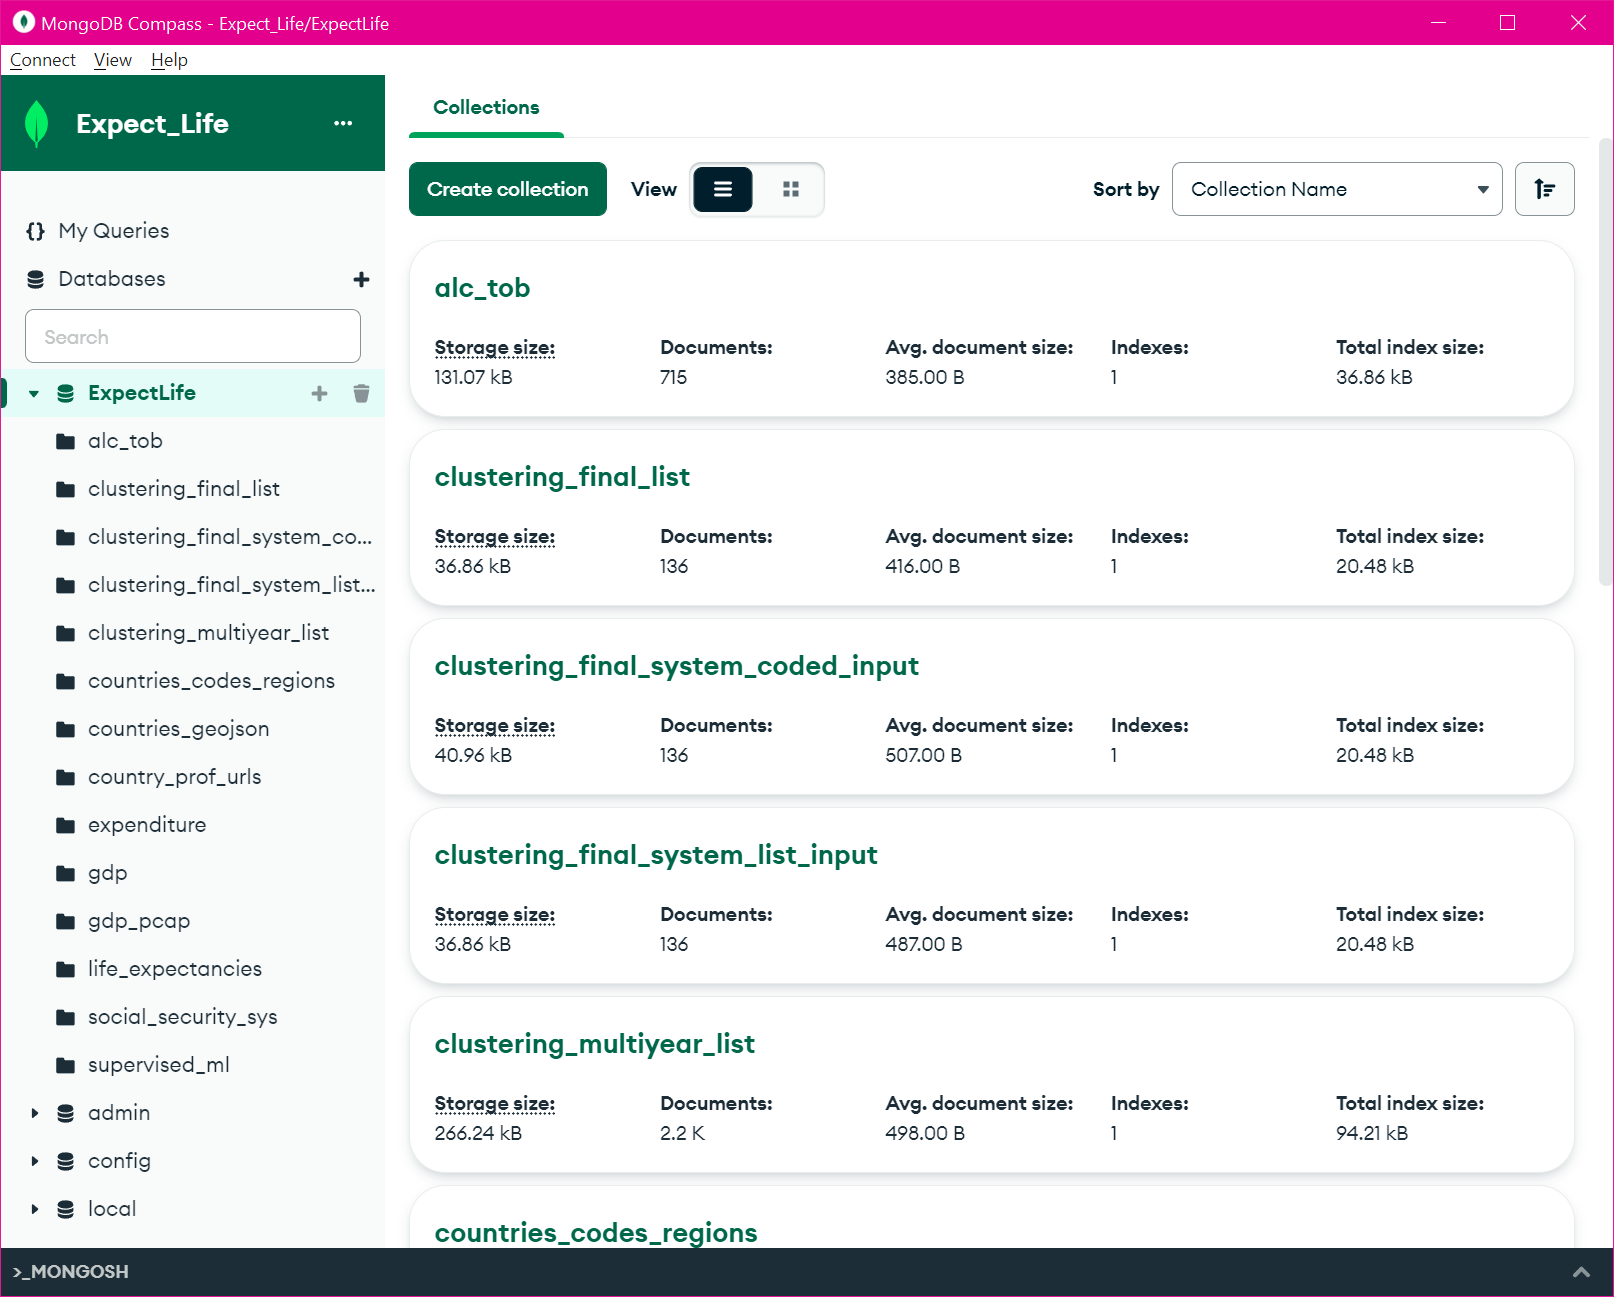 MongoDB Compass - Expect_Life/ExpectLife
Connect View Help
Expect_Life ...
{} My Queries
Databases
Search
ExpectLife
alc_tob
clustering_final_list
clustering_final_system_co...
clustering_final_system_list...
clustering_multiyear_list
countries_codes_regions
countries_geojson
country_prof_urls
expenditure
gdp
gdp_pcap
life_expectancies
social_security_sys
supervised_ml
admin
config
local
Collections
Create collection View Sort by Collection Name
alc_tob
Storage size: Documents: Avg. document size: Indexes: Total index size:
131.07 kB 715 385.00 B 1 36.86 kB
clustering_final_list
Storage size: Documents: Avg. document size: Indexes: Total index size:
36.86 kB 136 416.00 B 1 20.48 kB
clustering_final_system_coded_input
Storage size: Documents: Avg. document size: Indexes: Total index size:
40.96 kB 136 507.00 B 1 20.48 kB
clustering_final_system_list_input
Storage size: Documents: Avg. document size: Indexes: Total index size:
36.86 kB 136 487.00 B 1 20.48 kB
clustering_multiyear_list
Storage size: Documents: Avg. document size: Indexes: Total index size:
266.24 kB 2.2 K 498.00 B 1 94.21 kB
countries_codes_regions
>_MONGOSH